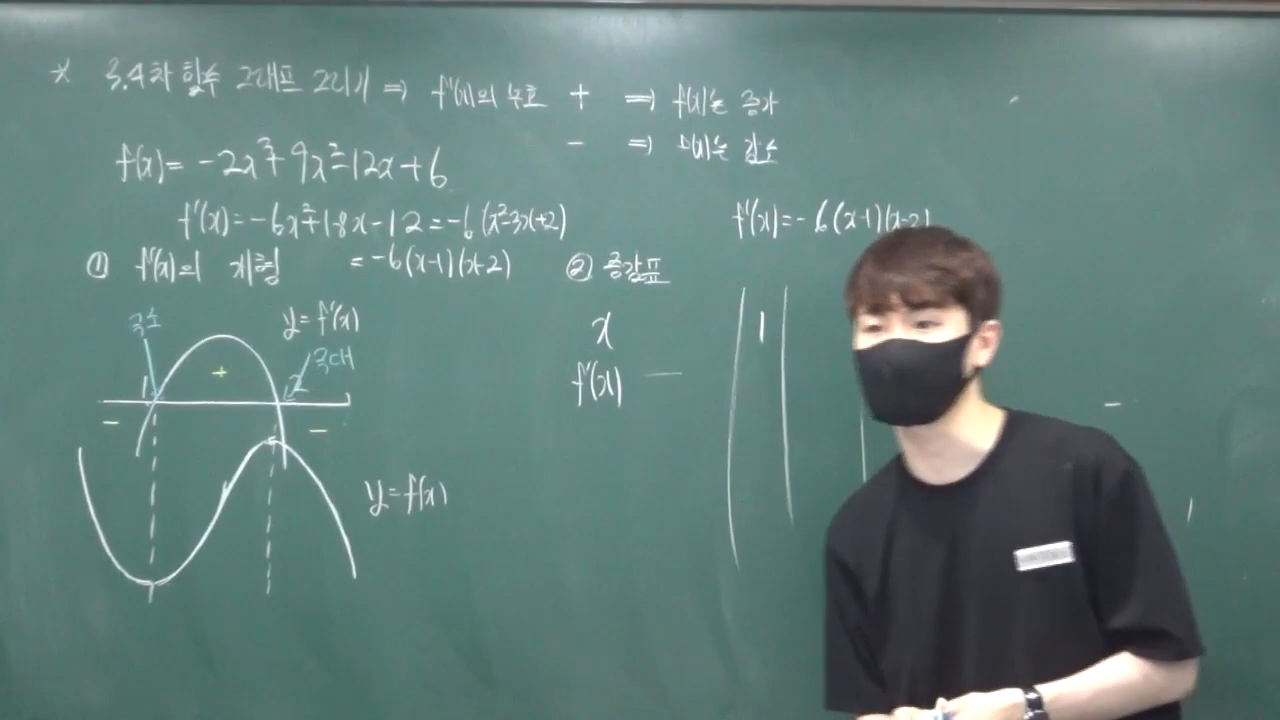 * 3.4차 함수 그래프 그리기 ⇒ f'(x)의 부호 + ⇒ f(x)는 증가
- ⇒ f(x)는 감소
f(x)= -2x³+9x²-12x+6
f'(x)=-6x²+18x-12=-6(x²-3x+2)
=-6(x-1)(x-2)
① f'(x)의 개형
극소
y=f'(x)
극대
1 + 2
- -
y=f(x)
f'(x)=-6(x-1)(x-2)
② 증감표
x 1
f'(x) —